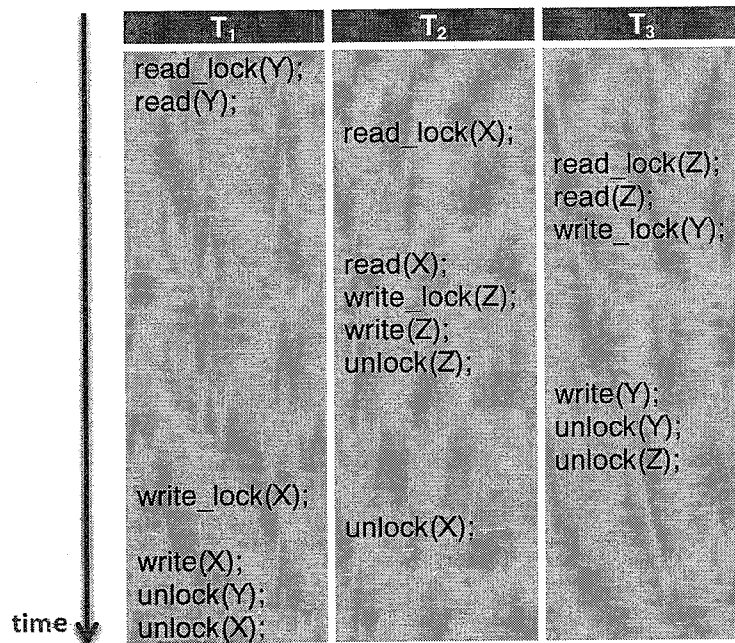 T1 T2 T3
read_lock(Y);
read(Y);
read_lock(X);
read_lock(Z);
read(Z);
write_lock(Y);
read(X);
write_lock(Z);
write(Z);
unlock(Z);
write(Y);
unlock(Y);
unlock(Z);
write_lock(X);
unlock(X);
write(X);
unlock(Y);
time
unlock(X);